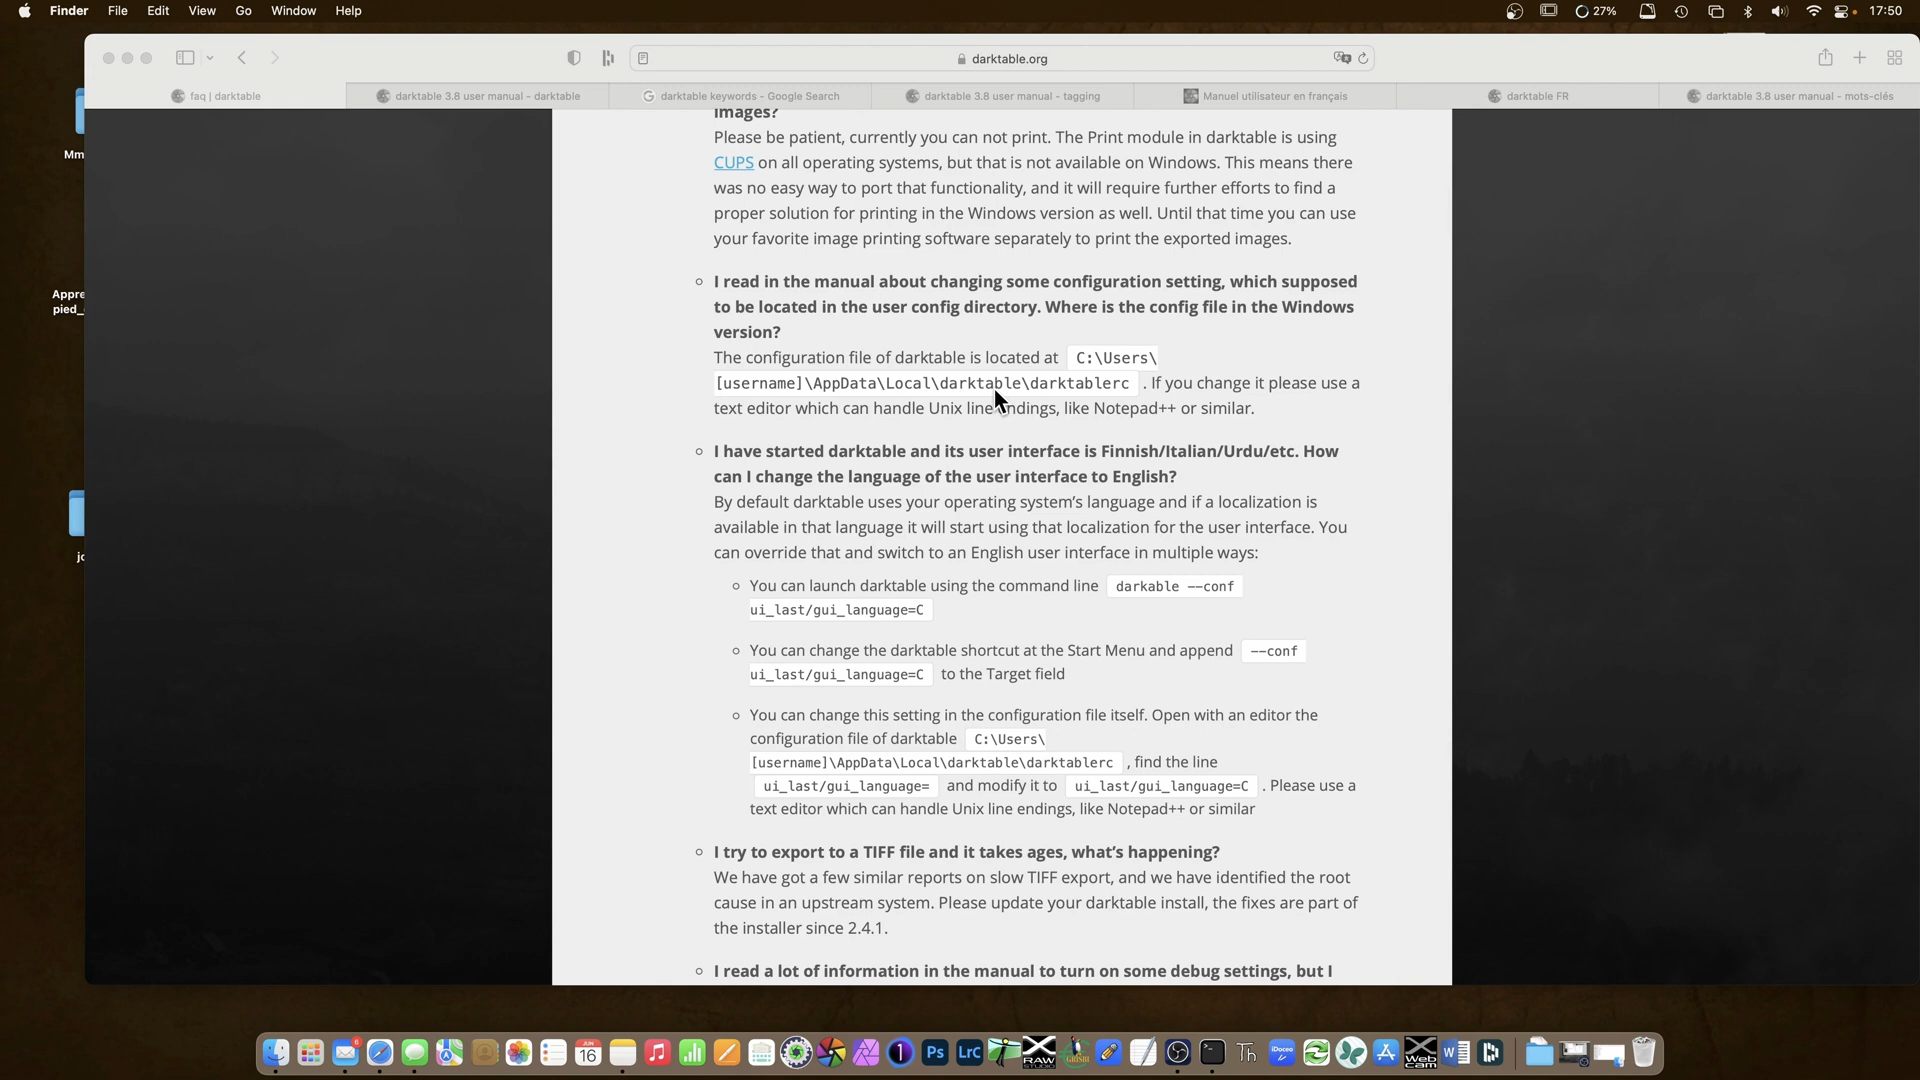 Finder File Edit View Go Window Help
27% 17:50
darktable.org
faq | darktable
darktable 3.8 user manual - darktable
darktable keywords - Google Search
darktable 3.8 user manual - tagging
Manuel utilisateur en français
darktable FR
darktable 3.8 user manual - mots-clés
images?
Please be patient, currently you can not print. The Print module in darktable is using
CUPS on all operating systems, but that is not available on Windows. This means there
was no easy way to port that functionality, and it will require further efforts to find a
proper solution for printing in the Windows version as well. Until that time you can use
your favorite image printing software separately to print the exported images.
I read in the manual about changing some configuration setting, which supposed
to be located in the user config directory. Where is the config file in the Windows
version?
The configuration file of darktable is located at C:\Users\
[username]\AppData\Local\darktable\darktablerc . If you change it please use a
text editor which can handle Unix line endings, like Notepad++ or similar.
I have started darktable and its user interface is Finnish/Italian/Urdu/etc. How
can I change the language of the user interface to English?
By default darktable uses your operating system’s language and if a localization is
available in that language it will start using that localization for the user interface. You
can override that and switch to an English user interface in multiple ways:
You can launch darktable using the command line darkable --conf
ui_last/gui_language=C
You can change the darktable shortcut at the Start Menu and append --conf
ui_last/gui_language=C to the Target field
You can change this setting in the configuration file itself. Open with an editor the
configuration file of darktable C:\Users\
[username]\AppData\Local\darktable\darktablerc , find the line
ui_last/gui_language= and modify it to ui_last/gui_language=C . Please use a
text editor which can handle Unix line endings, like Notepad++ or similar
I try to export to a TIFF file and it takes ages, what’s happening?
We have got a few similar reports on slow TIFF export, and we have identified the root
cause in an upstream system. Please update your darktable install, the fixes are part of
the installer since 2.4.1.
I read a lot of information in the manual to turn on some debug settings, but I
Mm
Appre
pied_
jo
6
JUN
16
1
Ps
LrC
RAW
Th
iDoceo
Web
cam
W